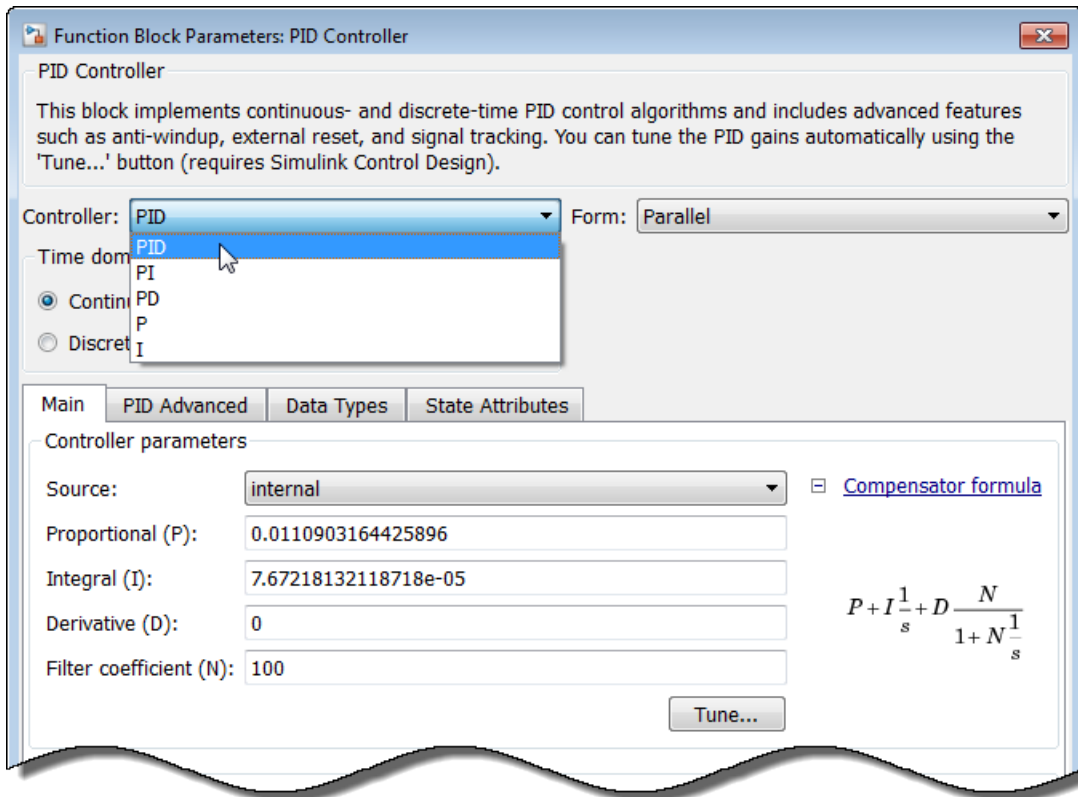 Function Block Parameters: PID Controller
PID Controller
This block implements continuous- and discrete-time PID control algorithms and includes advanced features
such as anti-windup, external reset, and signal tracking. You can tune the PID gains automatically using the
'Tune...' button (requires Simulink Control Design).
Controller: PID Form: Parallel
PID
Time dom
PI
Contin PD
P
Discret
I
Main PID Advanced Data Types State Attributes
Controller parameters
Source: internal Compensator formula
Proportional (P): 0.0110903164425896
Integral (I): 7.67218132118718e-05
Derivative (D): 0
P + I 1/s + D N/(1 + N 1/s)
Filter coefficient (N): 100
Tune...